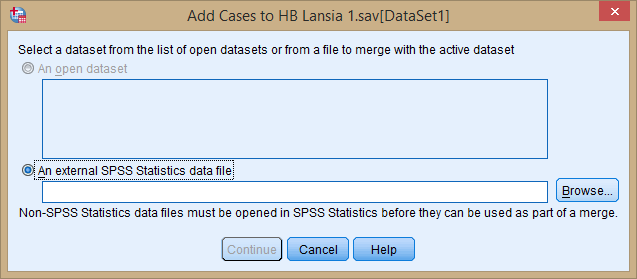 Add Cases to HB Lansia 1.sav[DataSet1]
Select a dataset from the list of open datasets or from a file to merge with the active dataset
An open dataset
An external SPSS Statistics data file
Browse...
Non-SPSS Statistics data files must be opened in SPSS Statistics before they can be used as part of a merge.
Continue Cancel Help